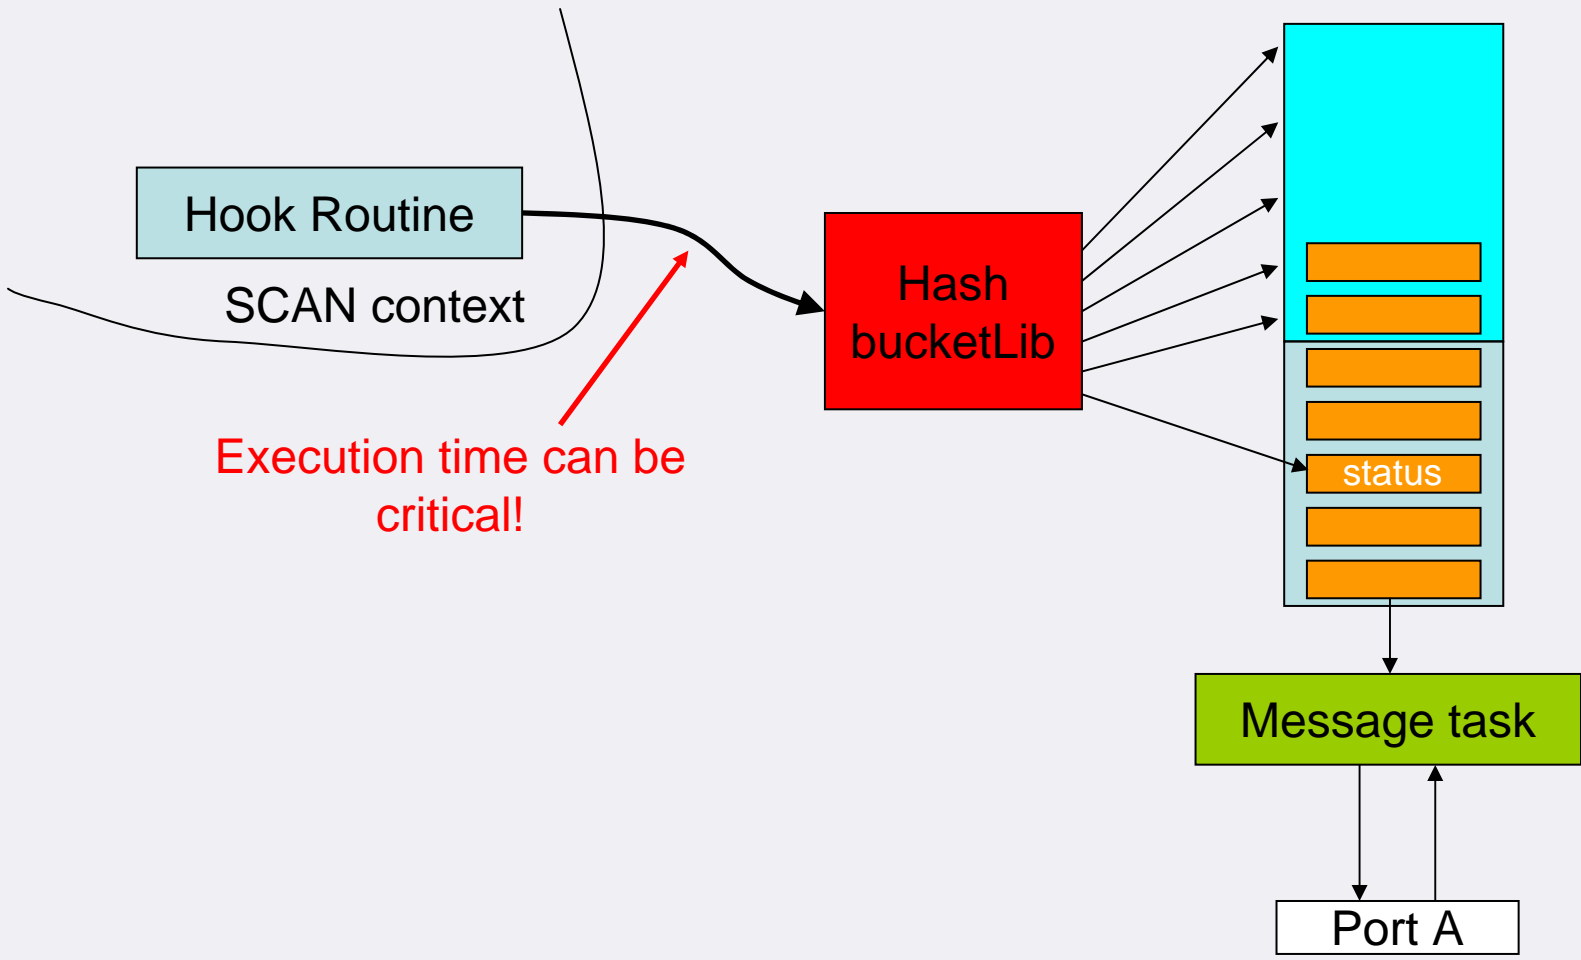 Hook Routine
SCAN context
Execution time can be
critical!
Hash
bucketLib
status
Message task
Port A